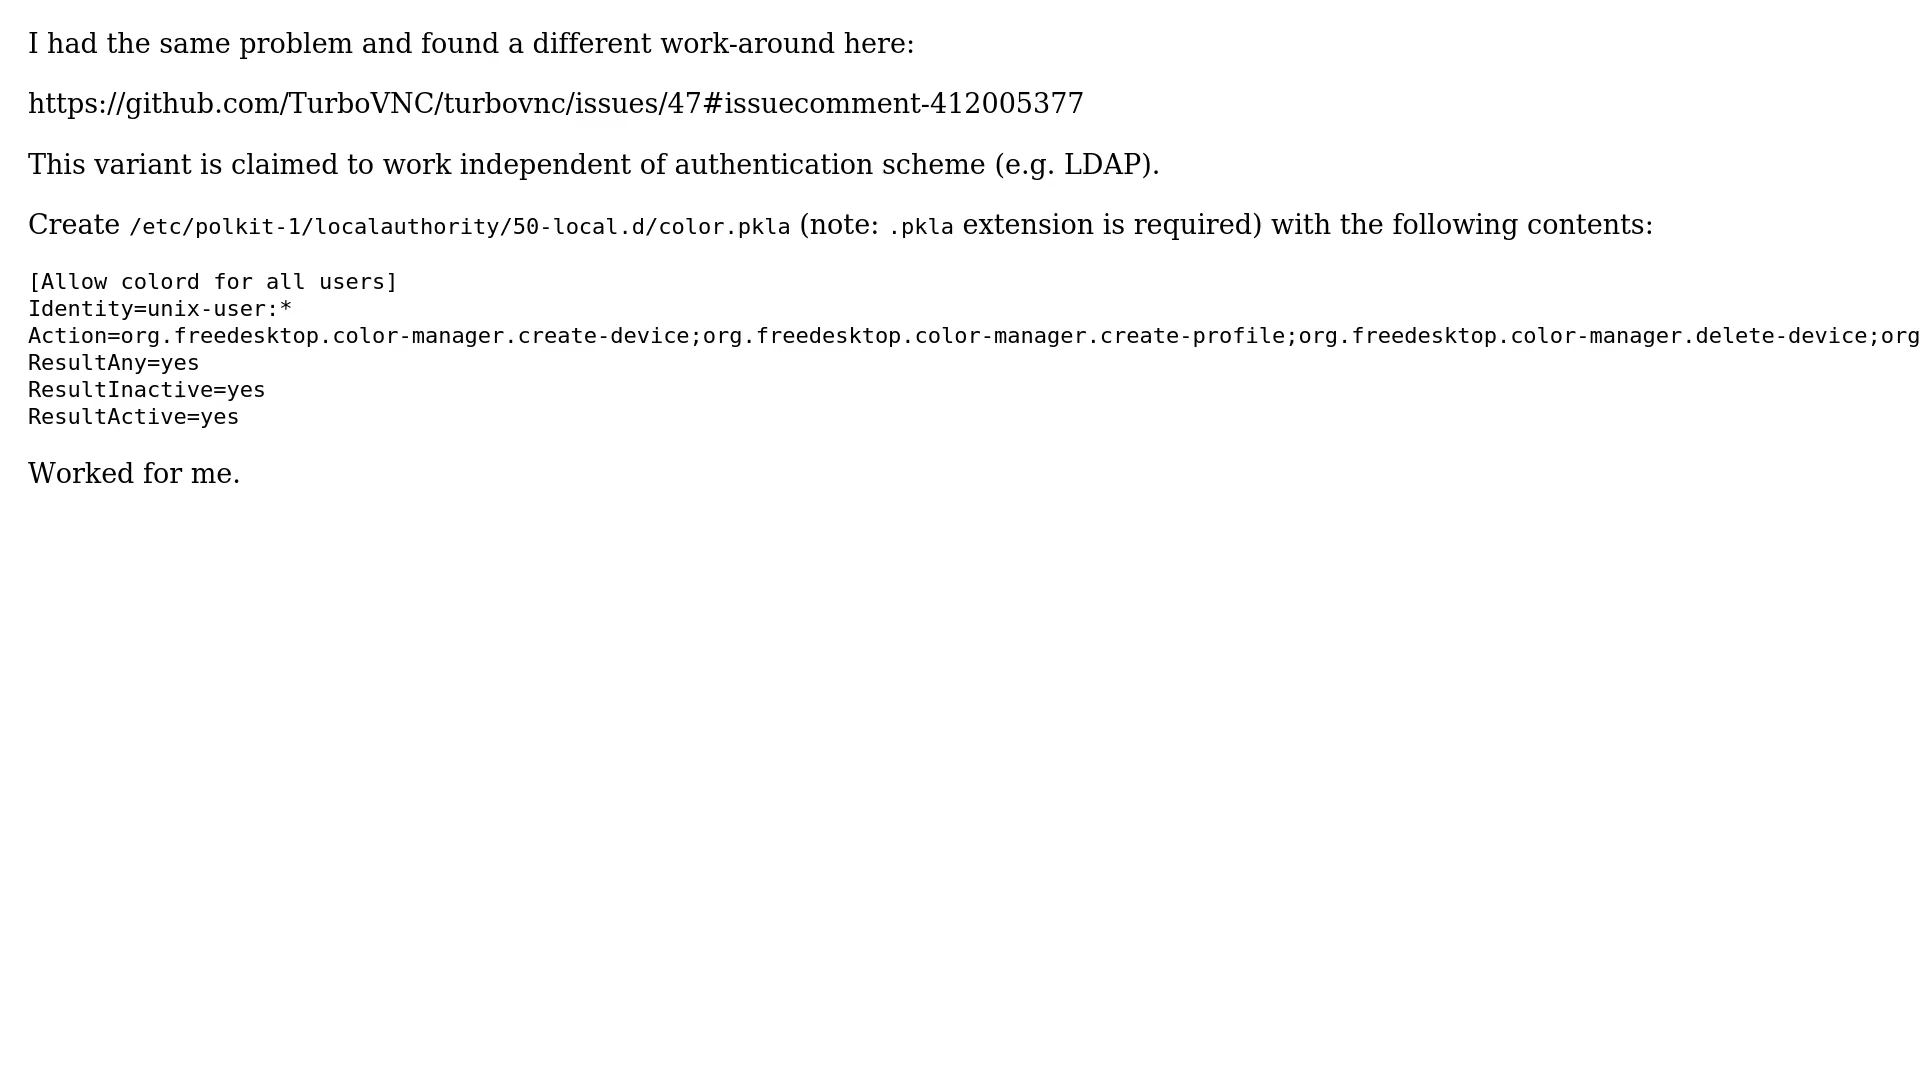 I had the same problem and found a different work-around here:
https://github.com/TurboVNC/turbovnc/issues/47#issuecomment-412005377
This variant is claimed to work independent of authentication scheme (e.g. LDAP).
Create /etc/polkit-1/localauthority/50-local.d/color.pkla (note: .pkla extension is required) with the following contents:
[Allow colord for all users]
Identity=unix-user:*
Action=org.freedesktop.color-manager.create-device;org.freedesktop.color-manager.create-profile;org.freedesktop.color-manager.delete-device;org
ResultAny=yes
ResultInactive=yes
ResultActive=yes
Worked for me.